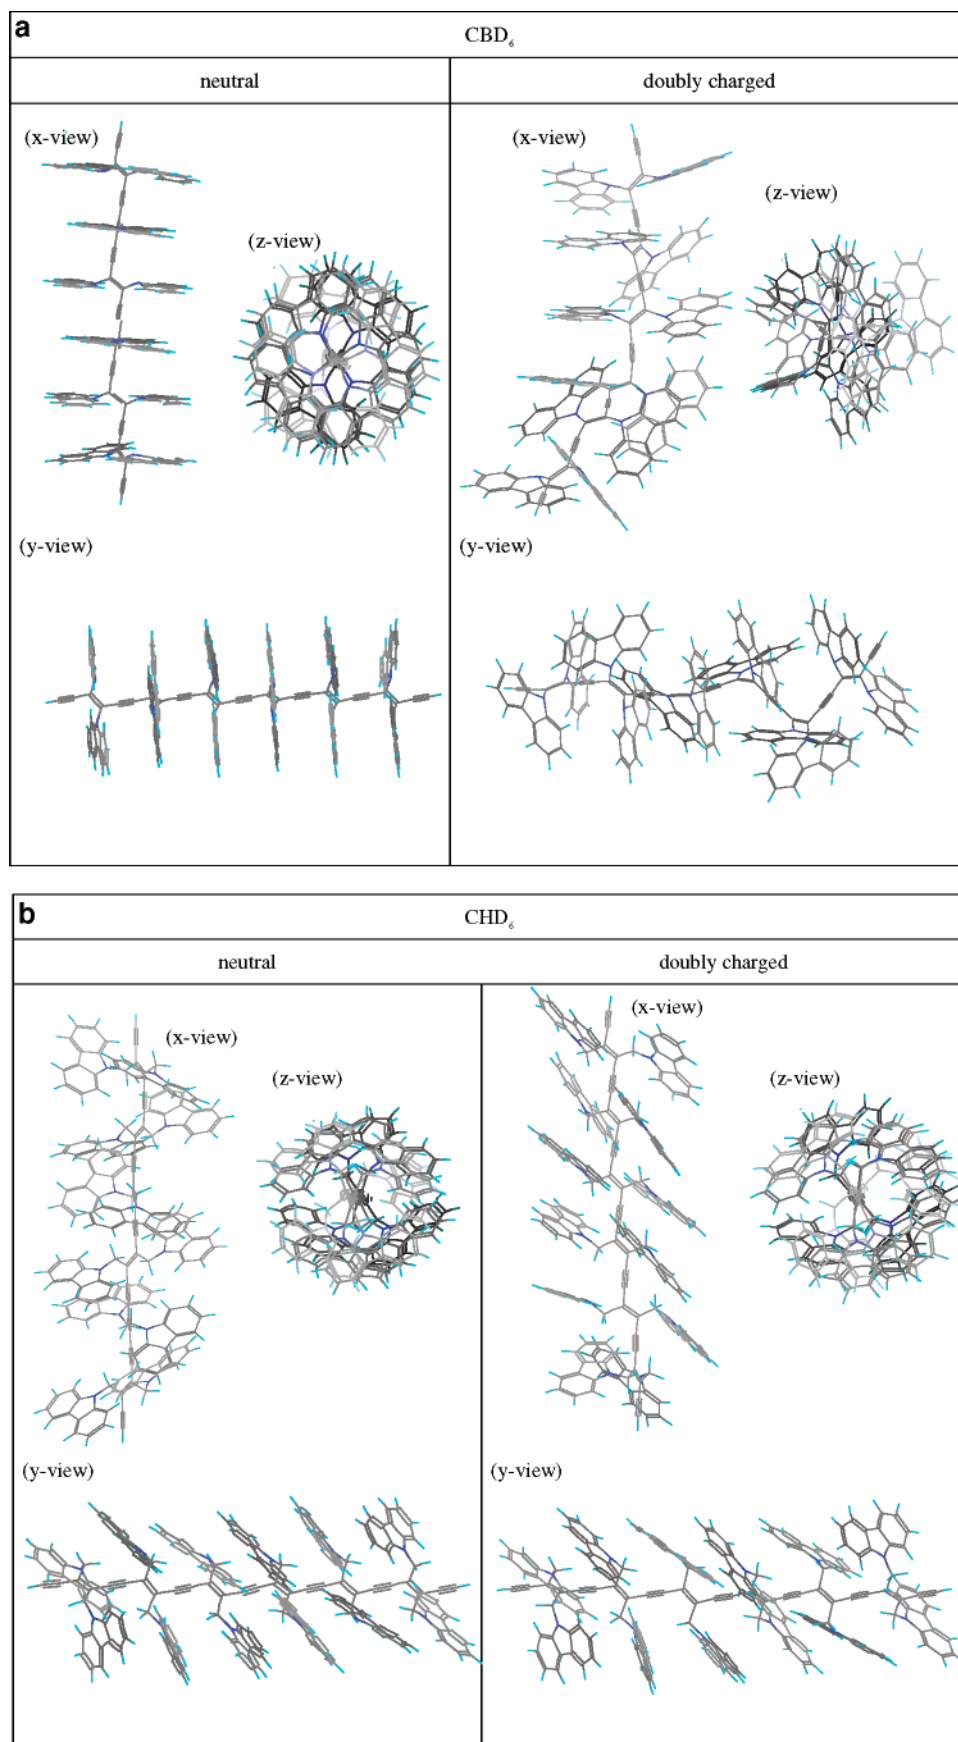 a
CBD₆
neutral
doubly charged
(x-view)
(z-view)
(y-view)
(x-view)
(z-view)
(y-view)
b
CHD₆
neutral
doubly charged
(x-view)
(z-view)
(y-view)
(x-view)
(z-view)
(y-view)